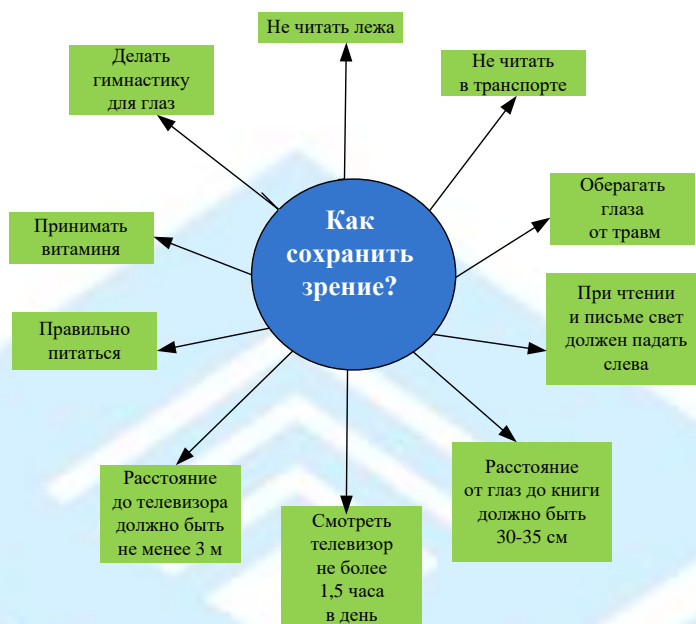 Не читать лежа
Делать
гимнастику
для глаз
Не читать
в транспорте
Как
сохранить
зрение?
Оберагать
глаза
от травм
Принимать
витаминя
При чтении
и письме свет
должен падать
слева
Правильно
питаться
Расстояние
до телевизора
должно быть
не менее 3 м
Смотреть
телевизор
не более
1,5 часа
в день
Расстояние
от глаз до книги
должно быть
30-35 см